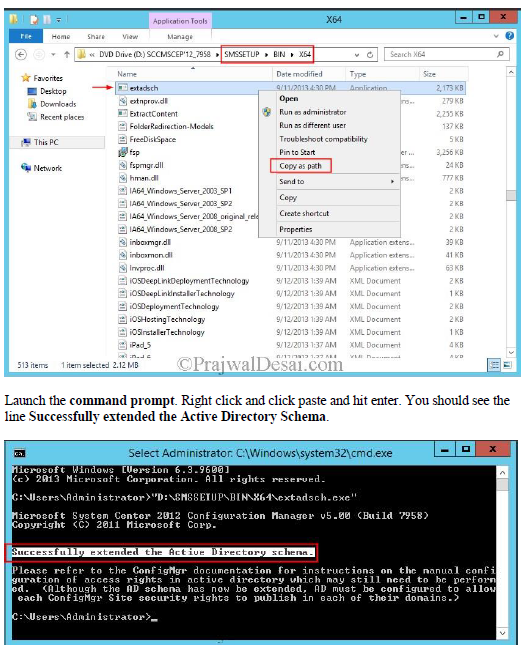 Application Tools
X64
File Home Share View Manage
« DVD Drive (D:) SCCMSCEP'12_7958 ▸ SMSSETUP ▸ BIN ▸ X64
Search X64
Favorites
Desktop
Downloads
Recent places
This PC
Network
Name Date modified Type Size
extadsch 9/11/2013 4:30 PM Application 2,173 KB
extnprov.dll 279 KB
ExtractContent 2,255 KB
FolderRedirection-Models 137 KB
FreeDiskSpace 5 KB
fsp 3,256 KB
fspmgr.dll 24 KB
hman.dll 777 KB
IA64_Windows_Server_2003_SP1 2 KB
IA64_Windows_Server_2003_SP2 2 KB
IA64_Windows_Server_2008_original_rele 2 KB
IA64_Windows_Server_2008_SP2 2 KB
inboxmgr.dll 9/11/2013 4:30 PM Application extens... 39 KB
inboxmon.dll 9/11/2013 4:30 PM Application extens... 41 KB
Invproc.dll 9/11/2013 4:30 PM Application extens... 63 KB
iOSDeepLinkDeploymentTechnology 9/12/2013 1:39 AM XML Document 2 KB
iOSDeepLinkInstallerTechnology 9/12/2013 1:39 AM XML Document 1 KB
iOSDeploymentTechnology 9/12/2013 1:39 AM XML Document 2 KB
iOSHostingTechnology 9/12/2013 1:39 AM XML Document 2 KB
iOSInstallerTechnology 9/12/2013 1:39 AM XML Document 1 KB
iPad_5 9/12/2013 1:37 AM XML Document 4 KB
Open
Run as administrator
Run as different user
Troubleshoot compatibility
Pin to Start
Copy as path
Send to
Copy
Create shortcut
Properties
513 items 1 item selected 2.12 MB
©PrajwalDesai.com
Launch the command prompt. Right click and click paste and hit enter. You should see the
line Successfully extended the Active Directory Schema.
Select Administrator: C:\Windows\system32\cmd.exe
Microsoft Windows [Version 6.3.9600]
(c) 2013 Microsoft Corporation. All rights reserved.
C:\Users\Administrator>"D:\SMSSETUP\BIN\X64\extadsch.exe"
Microsoft System Center 2012 Configuration Manager v5.00 (Build 7958)
Copyright (C) 2011 Microsoft Corp.
Successfully extended the Active Directory schema.
Please refer to the ConfigMgr documentation for instructions on the manual confi
guration of access rights in active directory which may still need to be perform
ed. (Although the AD schema has now be extended, AD must be configured to allow
each ConfigMgr Site security rights to publish in each of their domains.)
C:\Users\Administrator>_